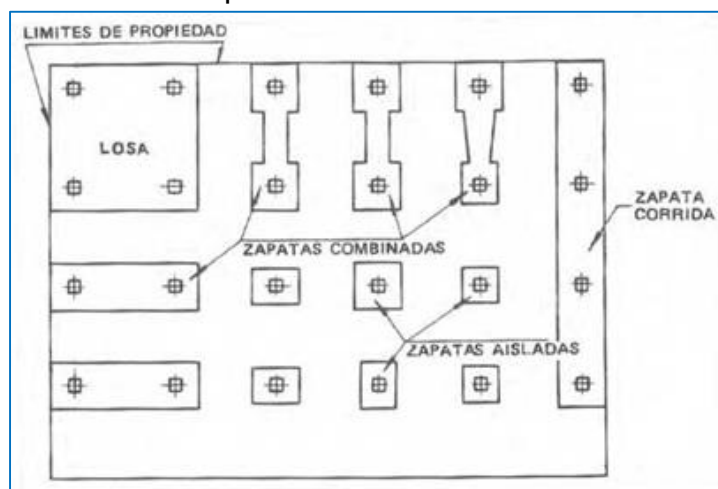 LIMITES DE PROPIEDAD
LOSA
ZAPATA
CORRIDA
ZAPATAS COMBINADAS
ZAPATAS AISLADAS